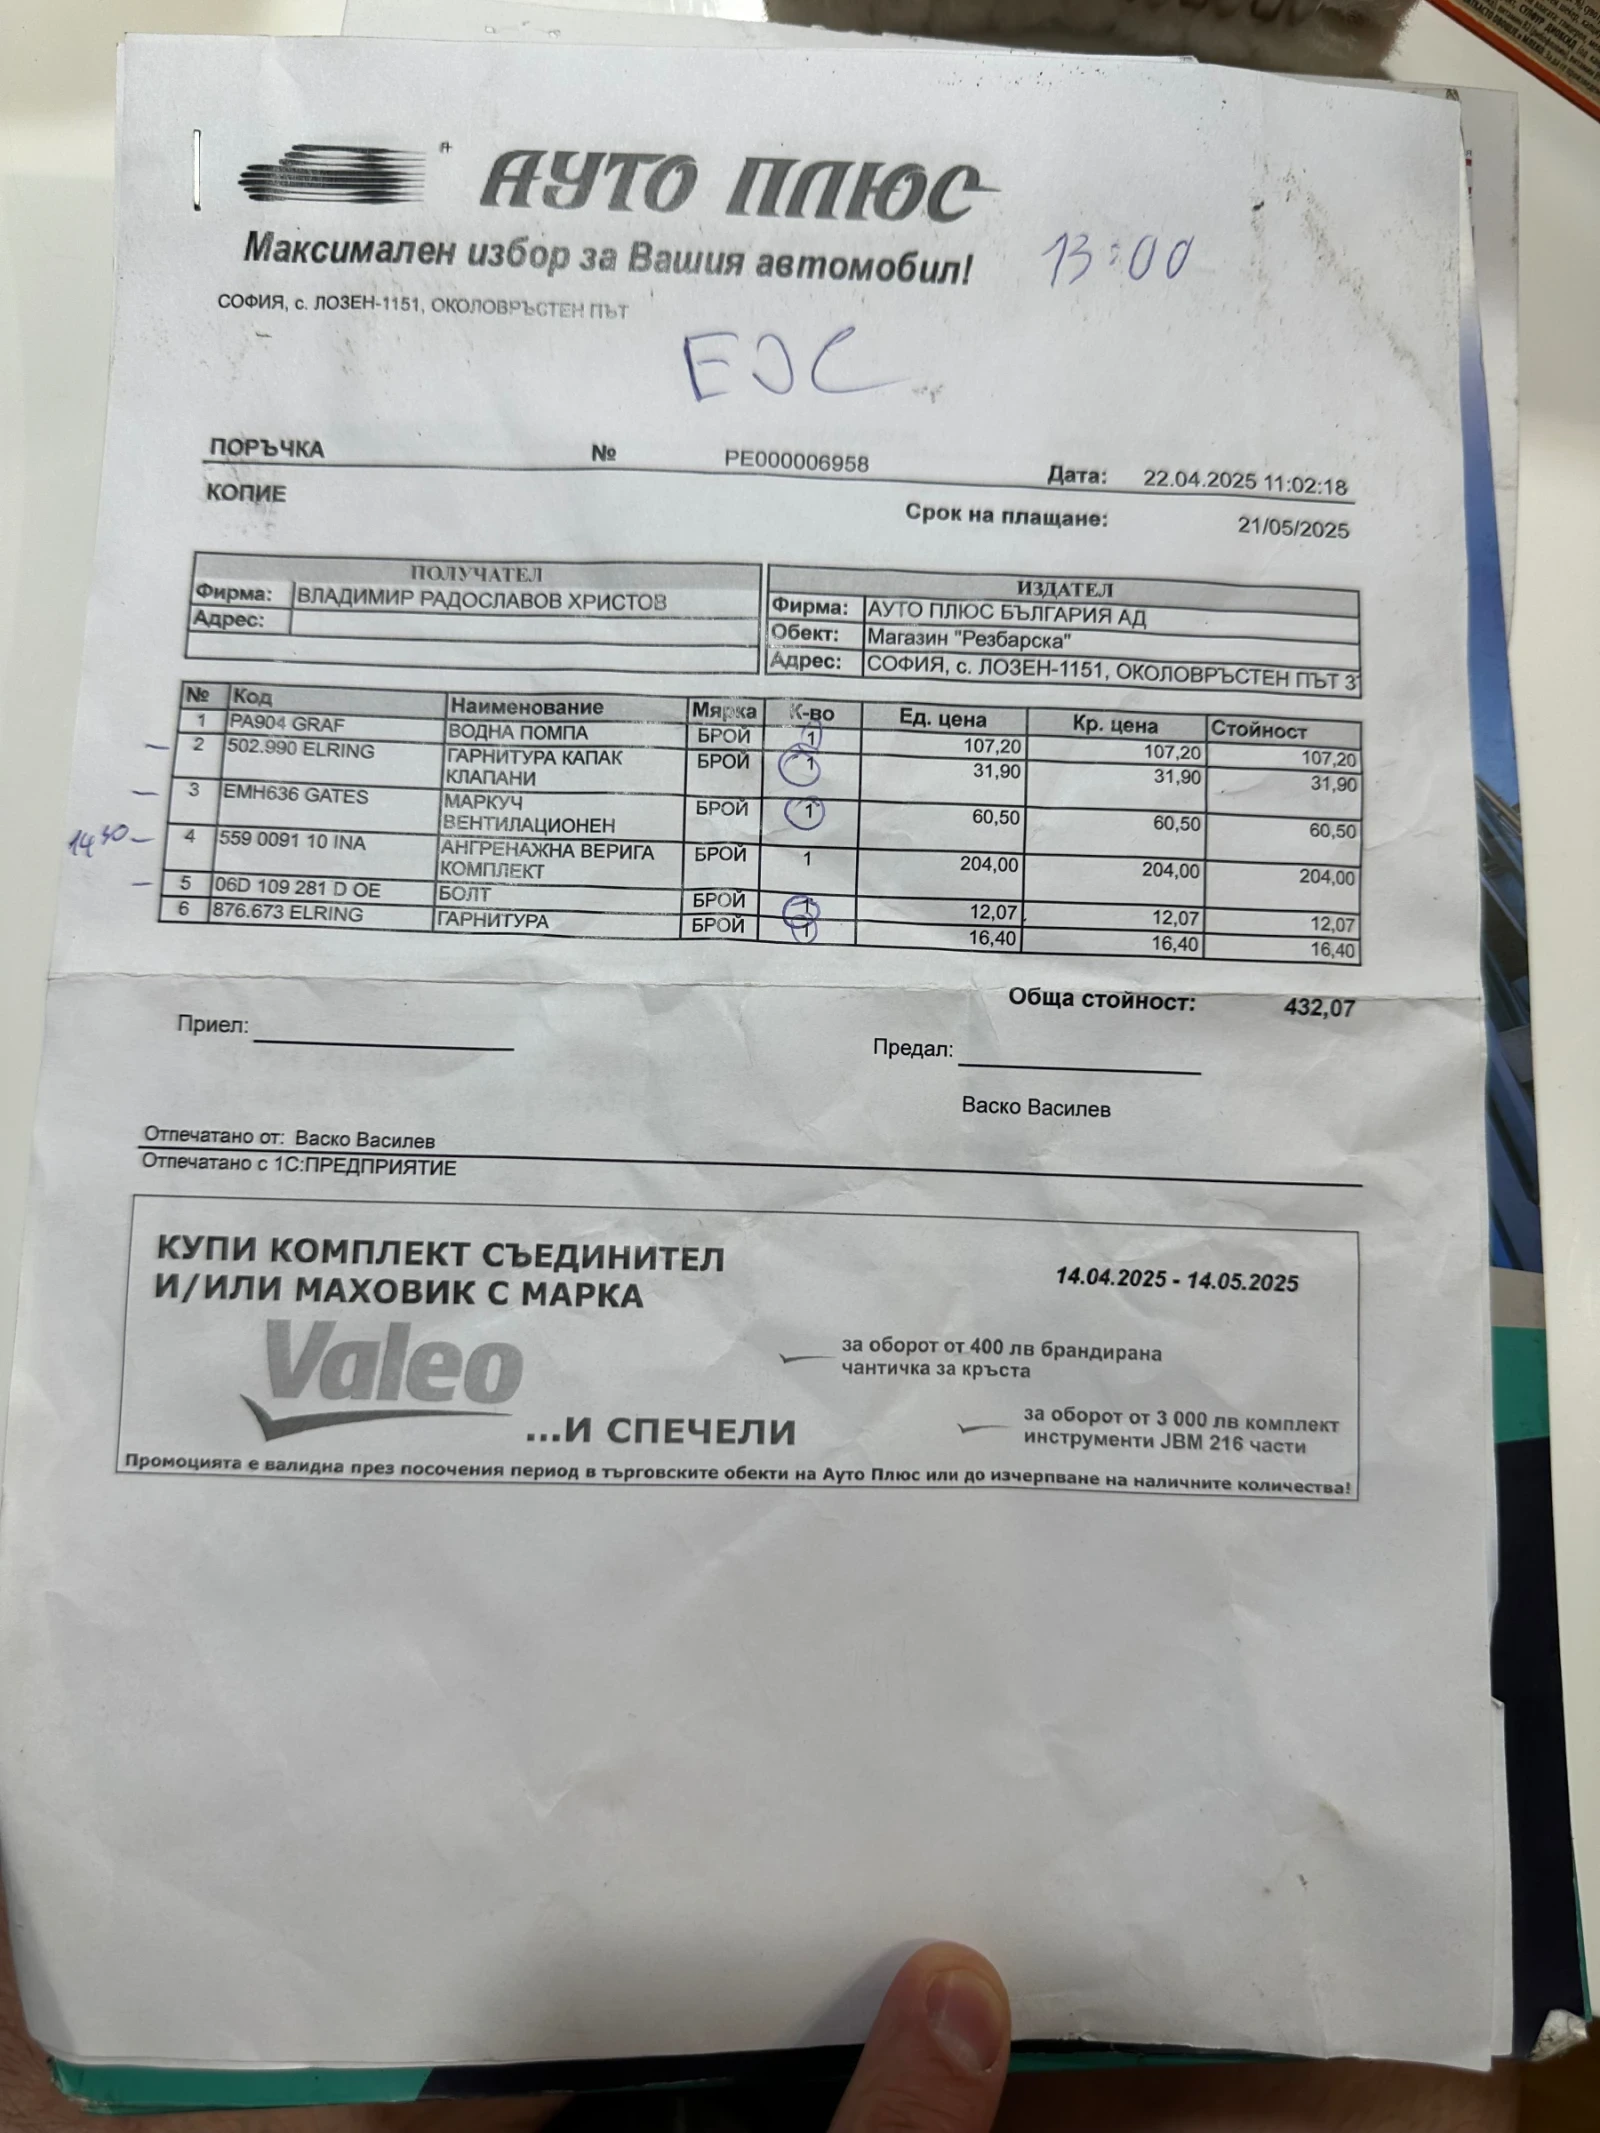 АУТО ПЛЮС
Максимален избор за Вашия автомобил!
13:00
СОФИЯ, с. ЛОЗЕН-1151, ОКОЛОВРЪСТЕН ПЪТ
EJC
ПОРЪЧКА № РЕ000006958 Дата: 22.04.2025 11:02:18
КОПИЕ
Срок на плащане: 21/05/2025
ПОЛУЧАТЕЛ
Фирма: ВЛАДИМИР РАДОСЛАВОВ ХРИСТОВ
Адрес:
ИЗДАТЕЛ
Фирма: АУТО ПЛЮС БЪЛГАРИЯ АД
Обект: Магазин "Резбарска"
Адрес: СОФИЯ, с. ЛОЗЕН-1151, ОКОЛОВРЪСТЕН ПЪТ 3
№ Код Наименование Мярка К-во Ед. цена Кр. цена Стойност
1 PA904 GRAF ВОДНА ПОМПА БРОЙ 1 107,20 107,20 107,20
2 502.990 ELRING ГАРНИТУРА КАПАК БРОЙ 1 31,90 31,90 31,90
КЛАПАНИ
3 EMH636 GATES МАРКУЧ БРОЙ 1 60,50 60,50 60,50
ВЕНТИЛАЦИОНЕН
14 30 – 4 559 0091 10 INA АНГРЕНАЖНА ВЕРИГА БРОЙ 1 204,00 204,00 204,00
КОМПЛЕКТ
5 06D 109 281 D OE БОЛТ БРОЙ 1 12,07 12,07 12,07
6 876.673 ELRING ГАРНИТУРА БРОЙ 1 16,40 16,40 16,40
Обща стойност: 432,07
Приел:
Предал:
Васко Василев
Отпечатано от: Васко Василев
Отпечатано с 1С:ПРЕДПРИЯТИЕ
КУПИ КОМПЛЕКТ СЪЕДИНИТЕЛ
И/ИЛИ МАХОВИК С МАРКА
14.04.2025 - 14.05.2025
Valeo
за оборот от 400 лв брандирана
чантичка за кръста
...И СПЕЧЕЛИ
за оборот от 3 000 лв комплект
инструменти JBM 216 части
Промоцията е валидна през посочения период в търговските обекти на Ауто Плюс или до изчерпване на наличните количества!